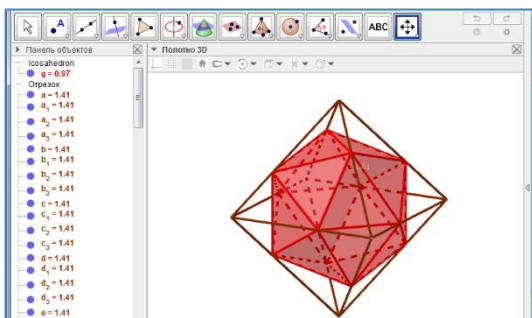 ABC
Панель объектов
Полотно 3D
Icosahedron
g = 0.97
Отрезок
a = 1.41
a₁ = 1.41
a₂ = 1.41
a₃ = 1.41
b = 1.41
b₁ = 1.41
b₂ = 1.41
b₃ = 1.41
c = 1.41
c₁ = 1.41
c₂ = 1.41
c₃ = 1.41
d = 1.41
d₁ = 1.41
d₂ = 1.41
d₃ = 1.41
e = 1.41